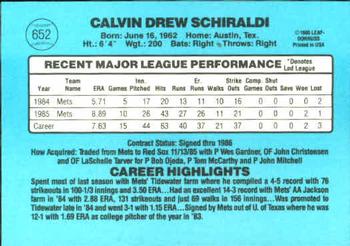 652
CALVIN DREW SCHIRALDI
Born: June 16, 1962 Home: Austin, Tex.
Ht.: 6'4" Wgt.: 200 Bats: Right Throws: Right
© 1985 LEAF-
DONRUSS
Printed in USA
RECENT MAJOR LEAGUE PERFORMANCE *Denotes Led League
Year Team Name ERA Games Inn. Pitched Hits Runs Er. Runs Walks Strike Outs Comp. Games Shut Outs Save Won Lost
1984 Mets 5.71 5 17 20 13 11 10 16 0 0 0 0 2
1985 Mets 8.89 10 26 43 27 26 11 21 0 0 0 2 1
Career 7.63 15 44 63 40 37 21 37 0 0 0 2 3
Contract Status: Signed thru 1986
How Acquired: Traded from Mets to Red Sox 11/13/85 with P Wes Gardner, OF John Christensen
and OF LaSchelle Tarver for P Bob Ojeda, P Tom McCarthy and P John Mitchell
CAREER HIGHLIGHTS
Spent most of last season with Mets' Tidewater farm where he compiled a 4-5 record with 76
strikeouts in 100-1/3 innings and 3.50 ERA...Had an excellent 14-3 record with Mets' AA Jackson
farm in '84 with 2.88 ERA, 131 strikeouts and just 69 walks in 156 innings...Was promoted to
Tidewater late in '84 and went 3-1 with 1.15 ERA...Signed by Mets out of U. of Texas where he was
12-1 with 1.69 ERA as college pitcher of the year in '83.